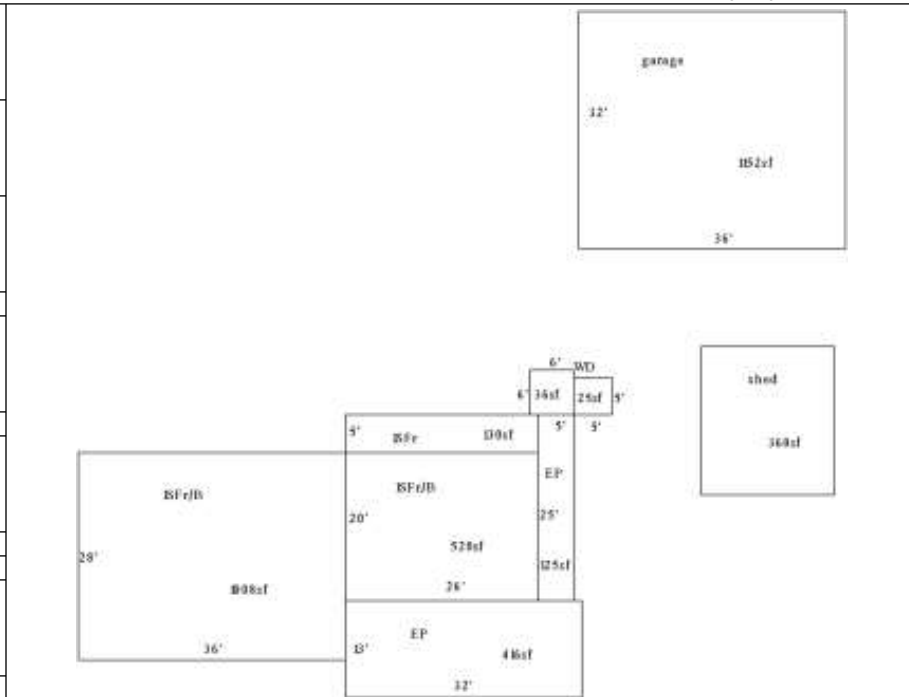 garage
32'
1152sf
36'
6' WD
6' 36sf 25sf 5'
shed
5' 1SFr 130sf 5' 5'
360sf
EP
1SFr/B 1SFr/B
20' 25'
520sf
28' 125sf
26'
1008sf
EP
36' 13' 416sf
32'